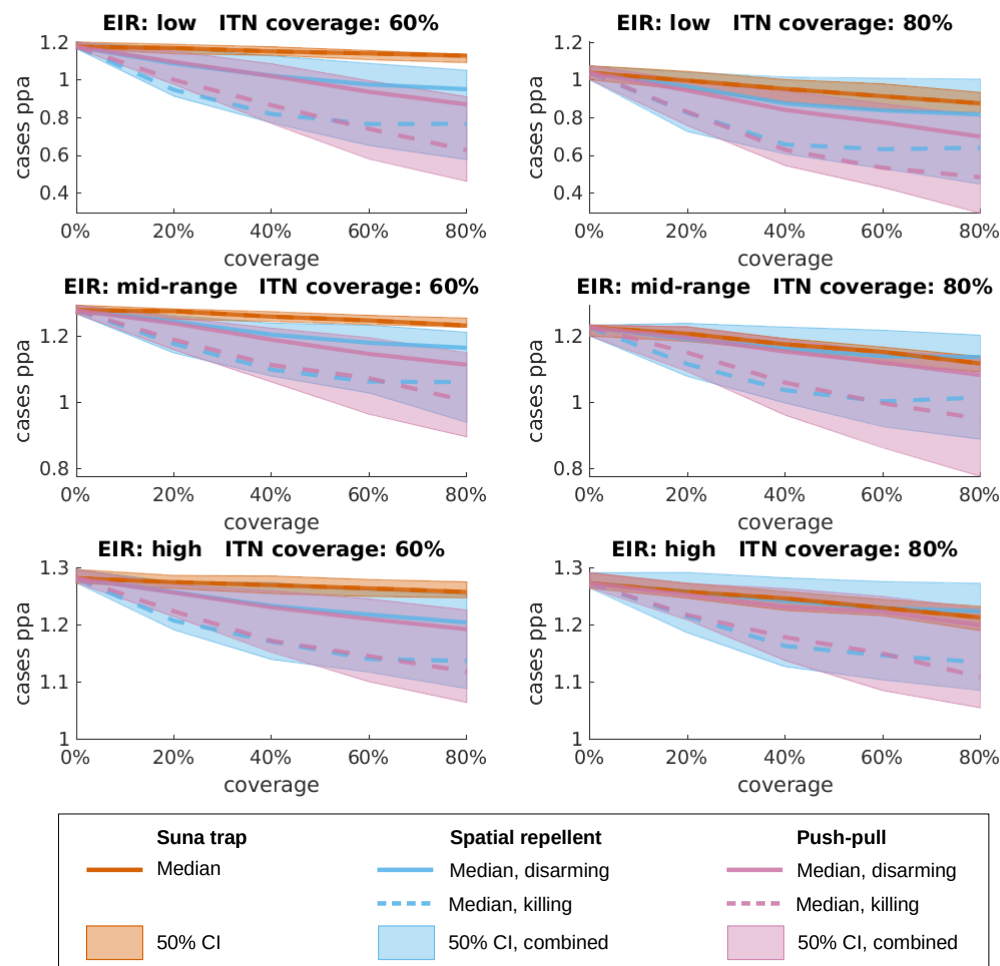 EIR: low ITN coverage: 60%
EIR: low ITN coverage: 80%
1.2
1
0.8
0.6
0.4
cases ppa
0% 20% 40% 60% 80%
coverage
1.2
1
0.8
0.6
0.4
cases ppa
0% 20% 40% 60% 80%
coverage
EIR: mid-range ITN coverage: 60%
EIR: mid-range ITN coverage: 80%
1.2
1
0.8
cases ppa
0% 20% 40% 60% 80%
coverage
1.2
1
0.8
cases ppa
0% 20% 40% 60% 80%
coverage
EIR: high ITN coverage: 60%
EIR: high ITN coverage: 80%
1.3
1.2
1.1
1
cases ppa
0% 20% 40% 60% 80%
coverage
1.3
1.2
1.1
1
cases ppa
0% 20% 40% 60% 80%
coverage
Suna trap
Median
50% CI
Spatial repellent
Median, disarming
Median, killing
50% CI, combined
Push-pull
Median, disarming
Median, killing
50% CI, combined